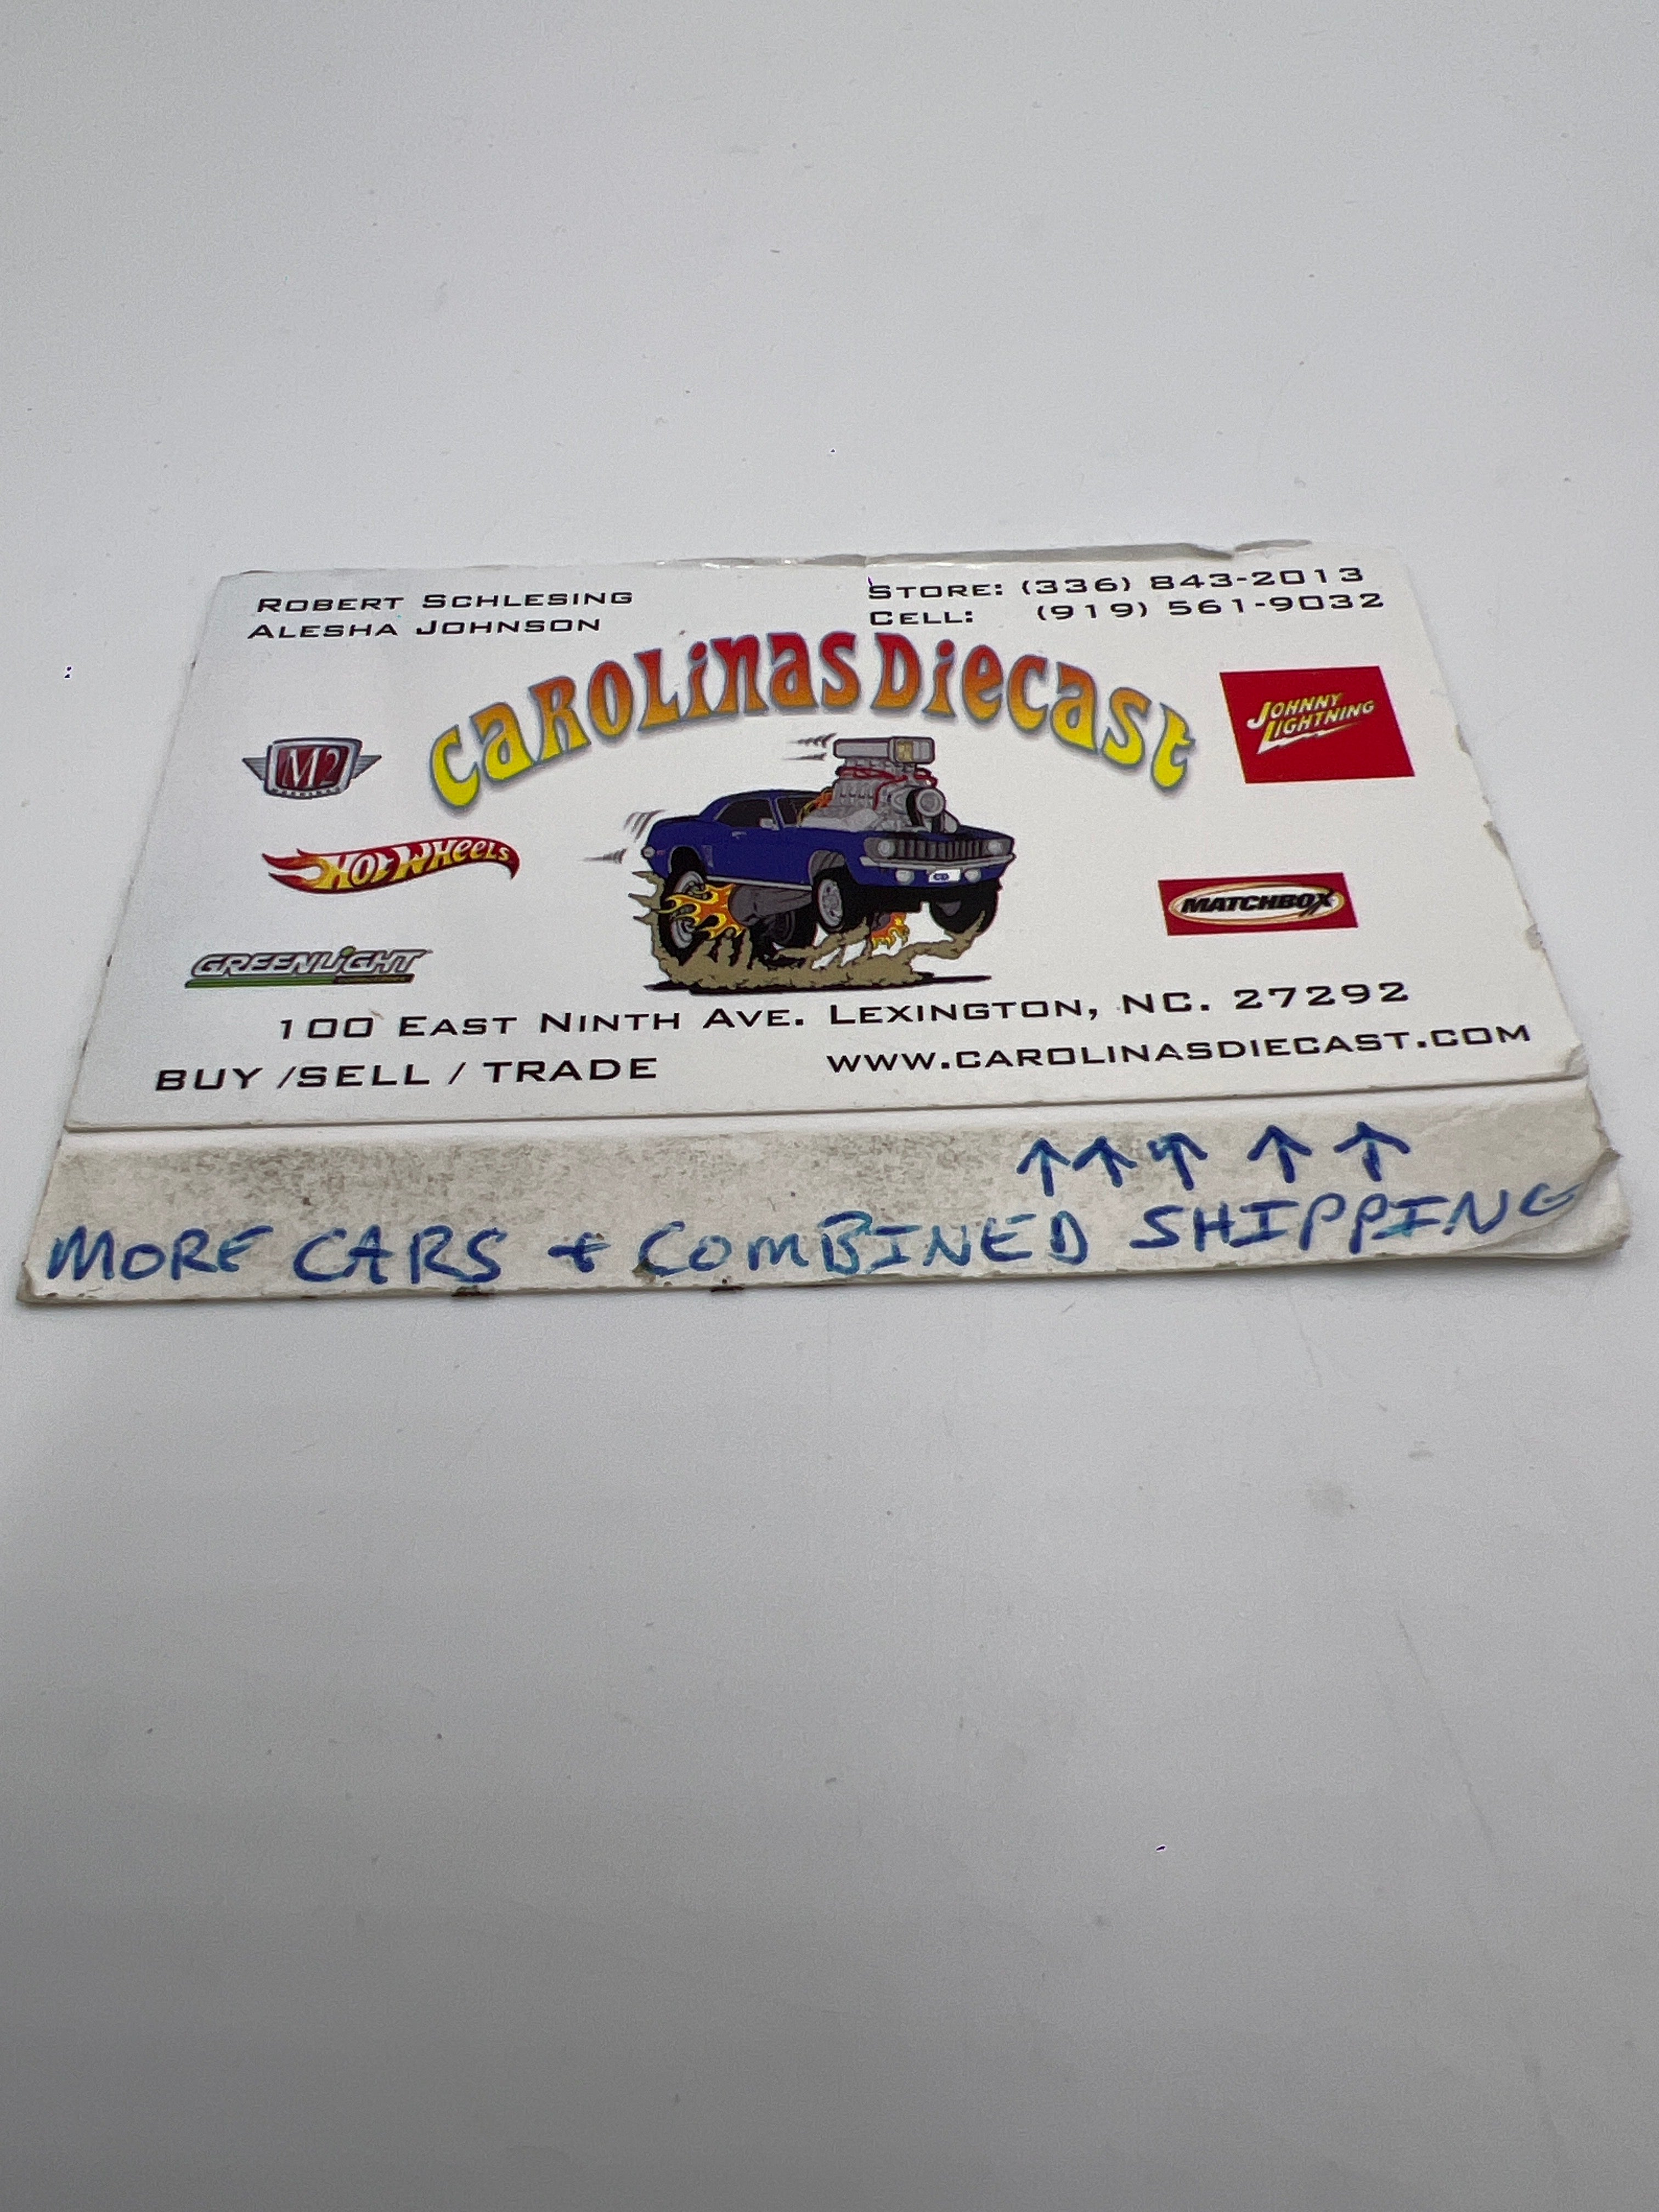 ROBERT SCHLESING
ALESHA JOHNSON
STORE: (336) 843-2013
CELL: (919) 561-9032
CAROLINAS DIECAST
M2
JOHNNY
LIGHTNING
HOT WHEELS
MATCHBOX
GREENLIGHT
100 EAST NINTH AVE. LEXINGTON, NC. 27292
BUY /SELL / TRADE
WWW.CAROLINASDIECAST.COM
↑↑↑↑↑
MORE CARS + COMBINED SHIPPING